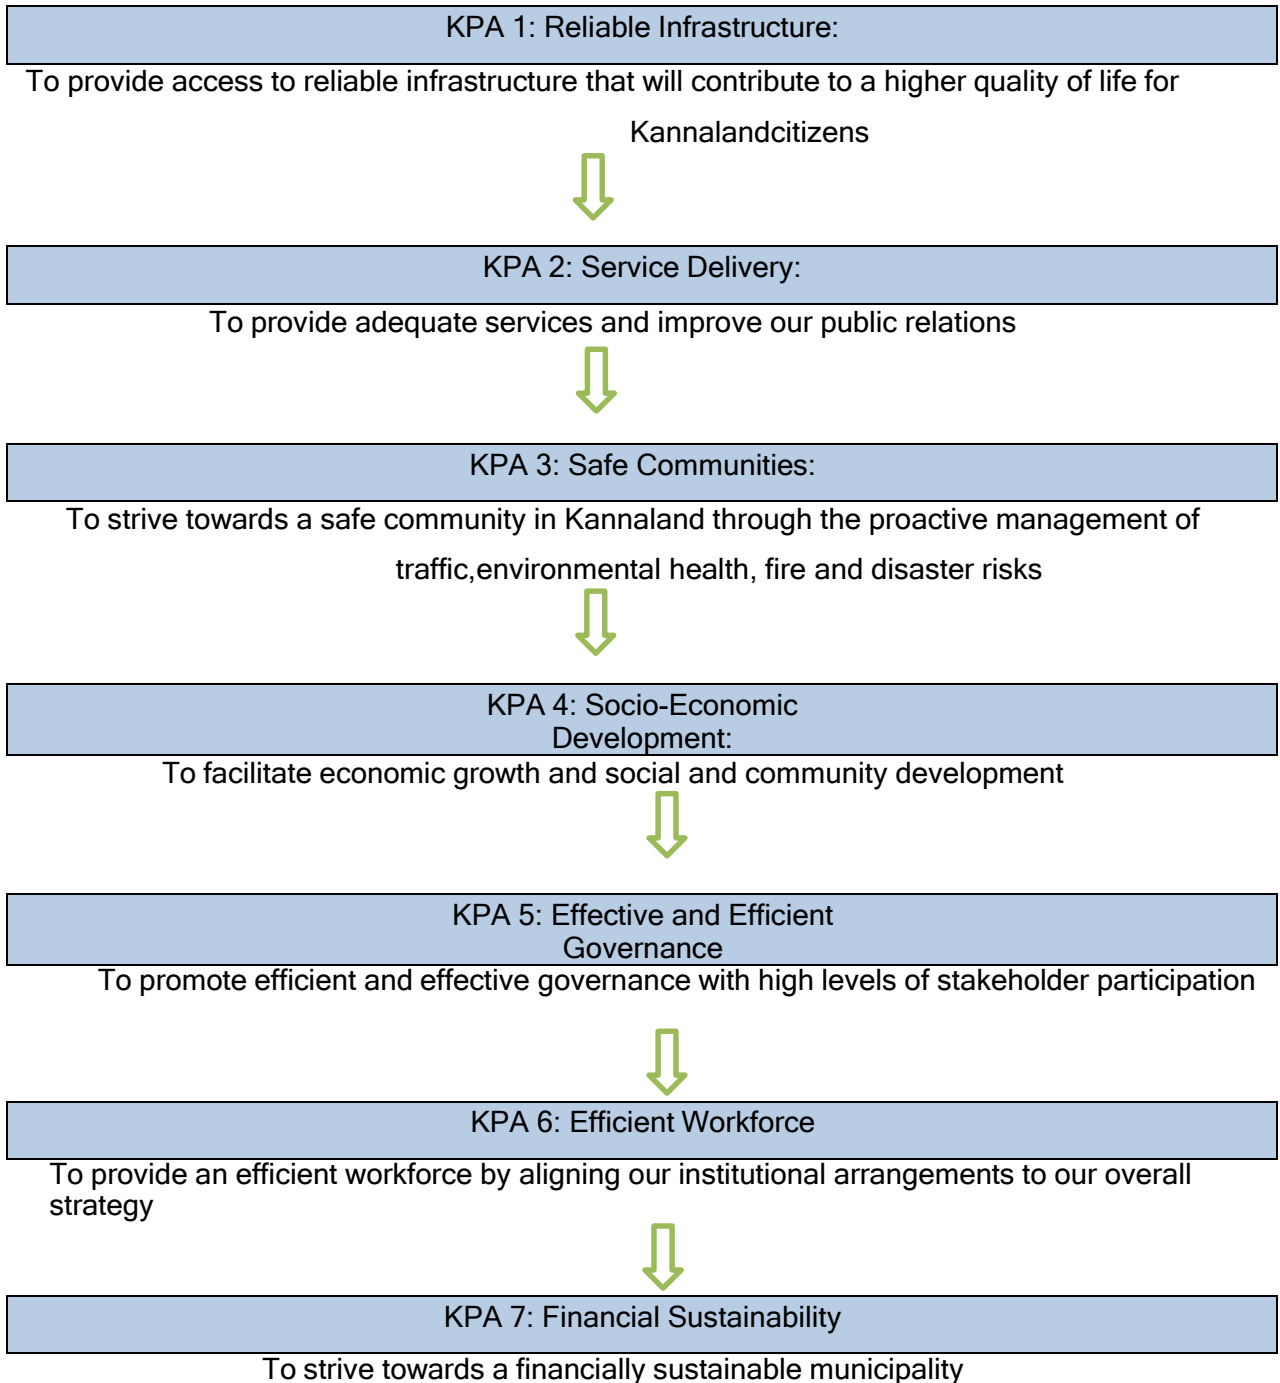 KPA 1: Reliable Infrastructure:
To provide access to reliable infrastructure that will contribute to a higher quality of life for
Kannalandcitizens
KPA 2: Service Delivery:
To provide adequate services and improve our public relations
KPA 3: Safe Communities:
To strive towards a safe community in Kannaland through the proactive management of
traffic,environmental health, fire and disaster risks
KPA 4: Socio-Economic
Development:
To facilitate economic growth and social and community development
KPA 5: Effective and Efficient
Governance
To promote efficient and effective governance with high levels of stakeholder participation
KPA 6: Efficient Workforce
To provide an efficient workforce by aligning our institutional arrangements to our overall
strategy
KPA 7: Financial Sustainability
To strive towards a financially sustainable municipality